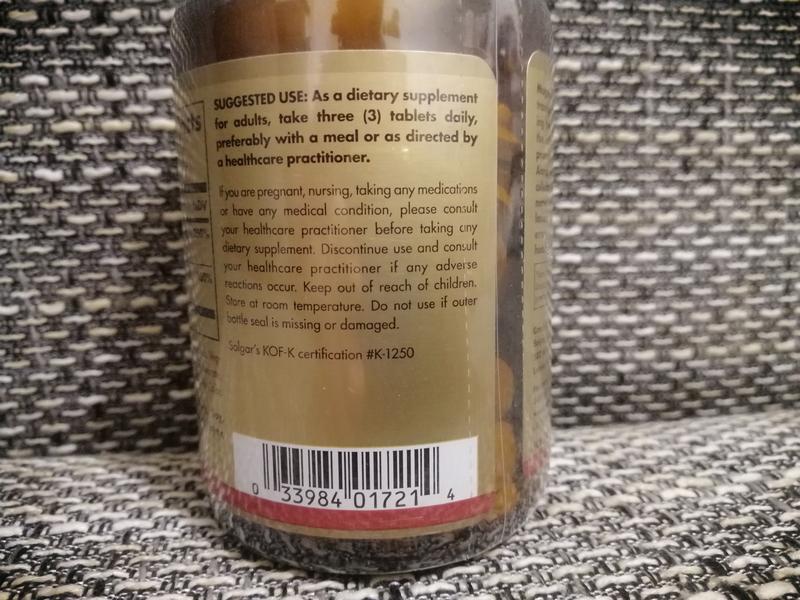 SUGGESTED USE: As a dietary supplement
for adults, take three (3) tablets daily,
preferably with a meal or as directed by
a healthcare practitioner.
If you are pregnant, nursing, taking any medications
or have any medical condition, please consult
your healthcare practitioner before taking any
dietary supplement. Discontinue use and consult
your healthcare practitioner if any adverse
reactions occur. Keep out of reach of children.
Store at room temperature. Do not use if outer
bottle seal is missing or damaged.
Solgar's KOF-K certification #K-1250
0 33984 01721 4